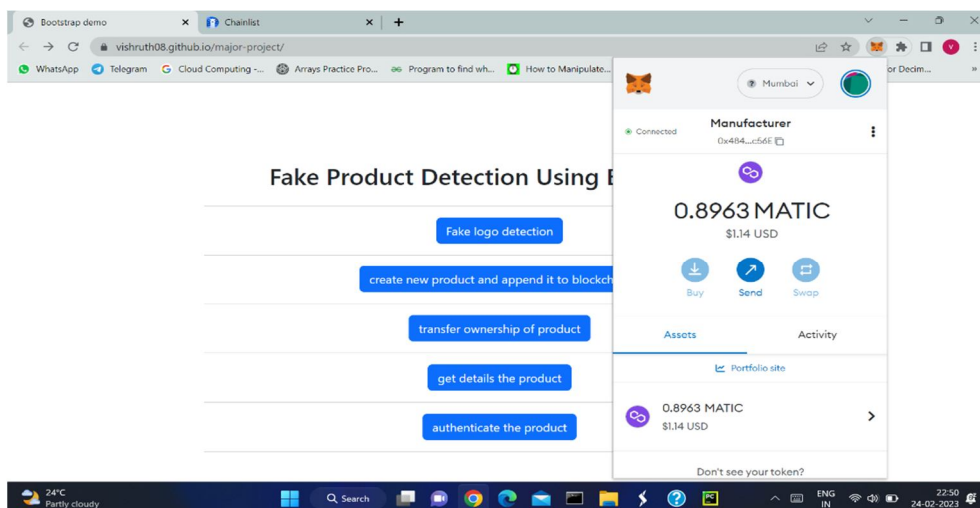 Bootstrap demo
Chainlist
vishruth08.github.io/major-project/
WhatsApp
Telegram
Cloud Computing -...
Arrays Practice Pro...
Program to find wh...
How to Manipulate...
or Decim...
Mumbai
Connected
Manufacturer
0x484...c56E
0.8963 MATIC
$1.14 USD
Buy
Send
Swap
Assets
Activity
Portfolio site
0.8963 MATIC
$1.14 USD
Don't see your token?
Fake Product Detection Using
Fake logo detection
create new product and append it to blockch
transfer ownership of product
get details the product
authenticate the product
24°C
Partly cloudy
Search
ENG
IN
22:50
24-02-2023